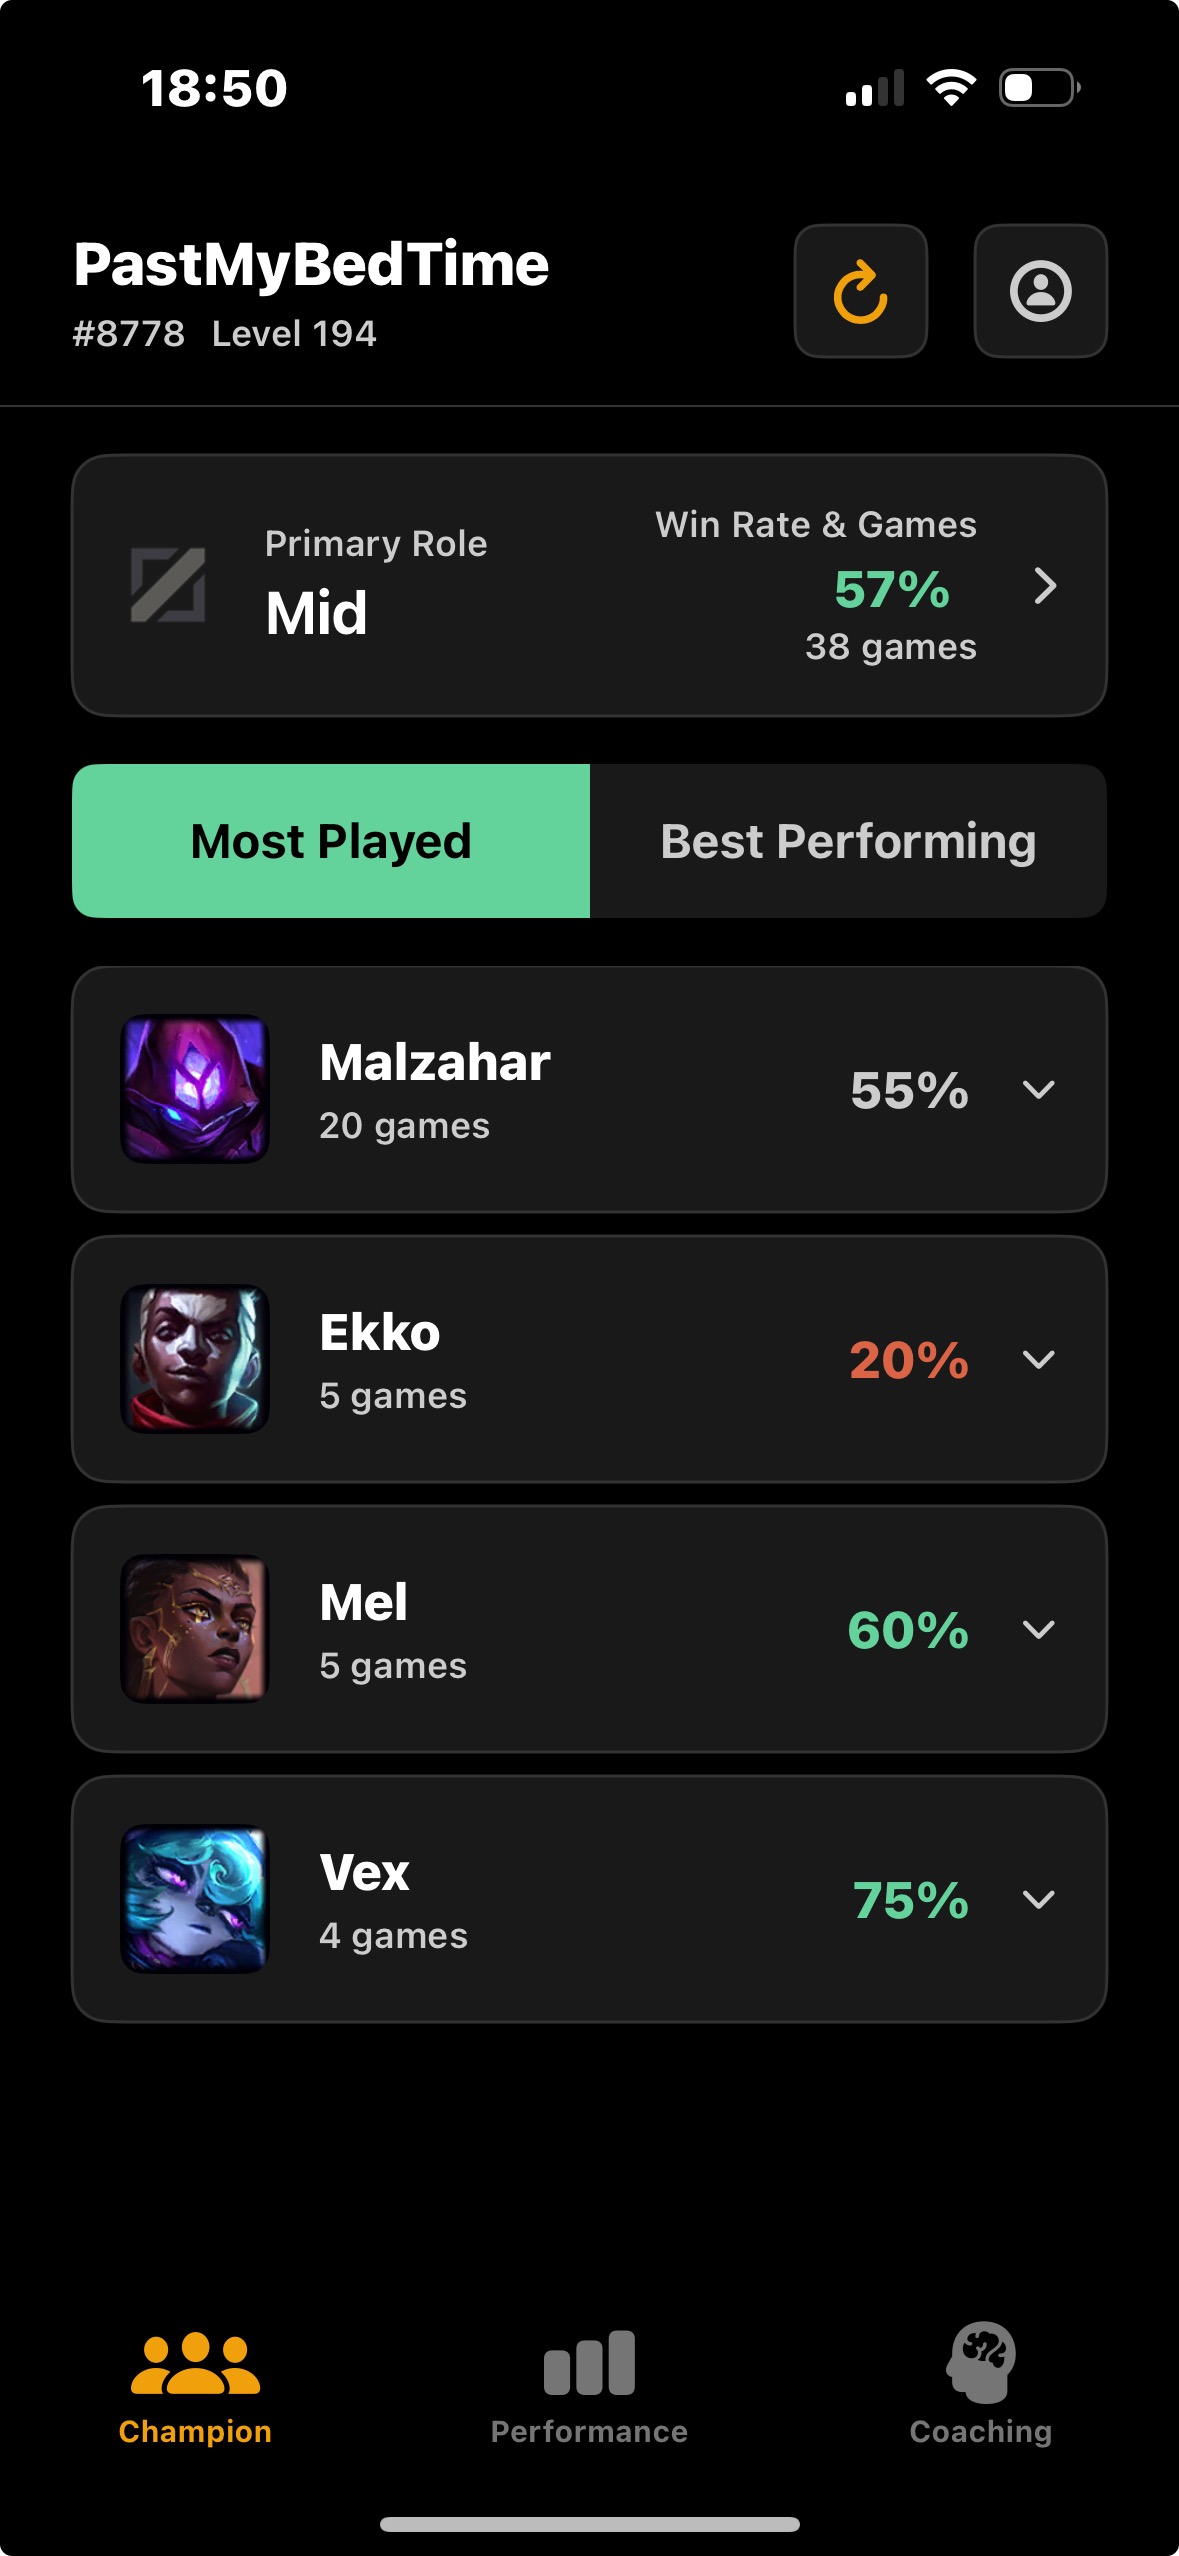 18:50
PastMyBedTime
#8778 Level 194
Primary Role
Mid
Win Rate & Games
57%
38 games
Most Played
Best Performing
Malzahar
20 games
55%
Ekko
5 games
20%
Mel
5 games
60%
Vex
4 games
75%
Champion
Performance
Coaching